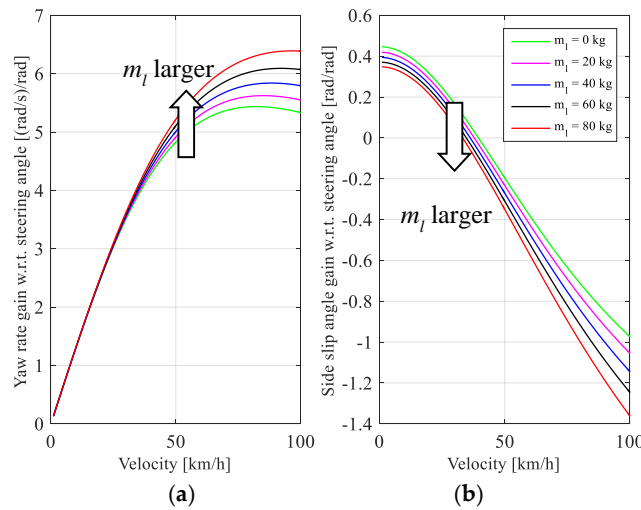 Yaw rate gain w.r.t. steering angle [(rad/s)/rad]
7
6
5
4
3
2
1
0
m_l larger
0
50
100
Velocity [km/h]
(a)
Side slip angle gain w.r.t. steering angle [rad/rad]
0.6
0.4
0.2
0
-0.2
-0.4
-0.6
-0.8
-1
-1.2
-1.4
m_l = 0 kg
m_l = 20 kg
m_l = 40 kg
m_l = 60 kg
m_l = 80 kg
m_l larger
0
50
100
Velocity [km/h]
(b)